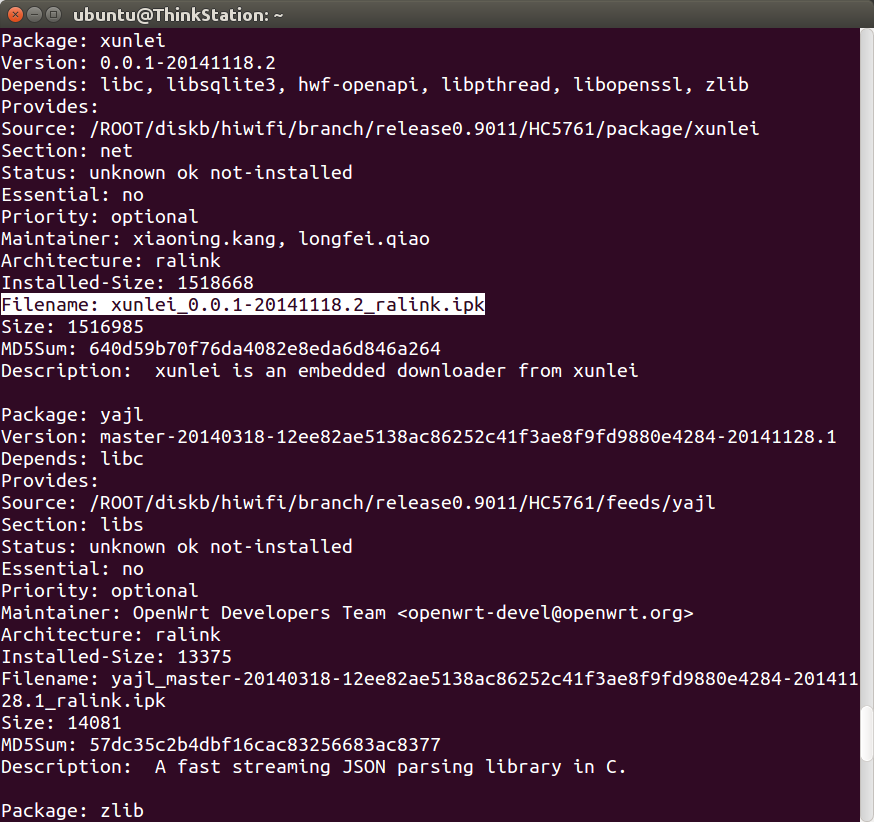 ubuntu@ThinkStation: ~
Package: xunlei
Version: 0.0.1-20141118.2
Depends: libc, libsqlite3, hwf-openapi, libpthread, libopenssl, zlib
Provides:
Source: /ROOT/diskb/hiwifi/branch/release0.9011/HC5761/package/xunlei
Section: net
Status: unknown ok not-installed
Essential: no
Priority: optional
Maintainer: xiaoning.kang, longfei.qiao
Architecture: ralink
Installed-Size: 1518668
Filename: xunlei_0.0.1-20141118.2_ralink.ipk
Size: 1516985
MD5Sum: 640d59b70f76da4082e8eda6d846a264
Description:  xunlei is an embedded downloader from xunlei

Package: yajl
Version: master-20140318-12ee82ae5138ac86252c41f3ae8f9fd9880e4284-20141128.1
Depends: libc
Provides:
Source: /ROOT/diskb/hiwifi/branch/release0.9011/HC5761/feeds/yajl
Section: libs
Status: unknown ok not-installed
Essential: no
Priority: optional
Maintainer: OpenWrt Developers Team <openwrt-devel@openwrt.org>
Architecture: ralink
Installed-Size: 13375
Filename: yajl_master-20140318-12ee82ae5138ac86252c41f3ae8f9fd9880e4284-201411
28.1_ralink.ipk
Size: 14081
MD5Sum: 57dc35c2b4dbf16cac83256683ac8377
Description:  A fast streaming JSON parsing library in C.

Package: zlib